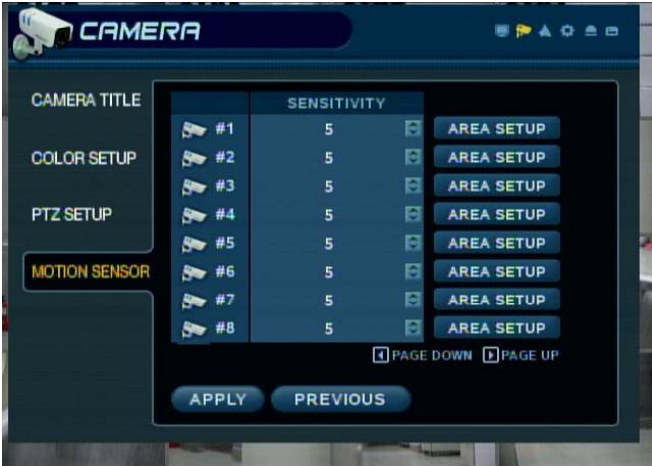 CAMERA
CAMERA TITLE
COLOR SETUP
PTZ SETUP
MOTION SENSOR
SENSITIVITY
#1 5 AREA SETUP
#2 5 AREA SETUP
#3 5 AREA SETUP
#4 5 AREA SETUP
#5 5 AREA SETUP
#6 5 AREA SETUP
#7 5 AREA SETUP
#8 5 AREA SETUP
PAGE DOWN PAGE UP
APPLY PREVIOUS